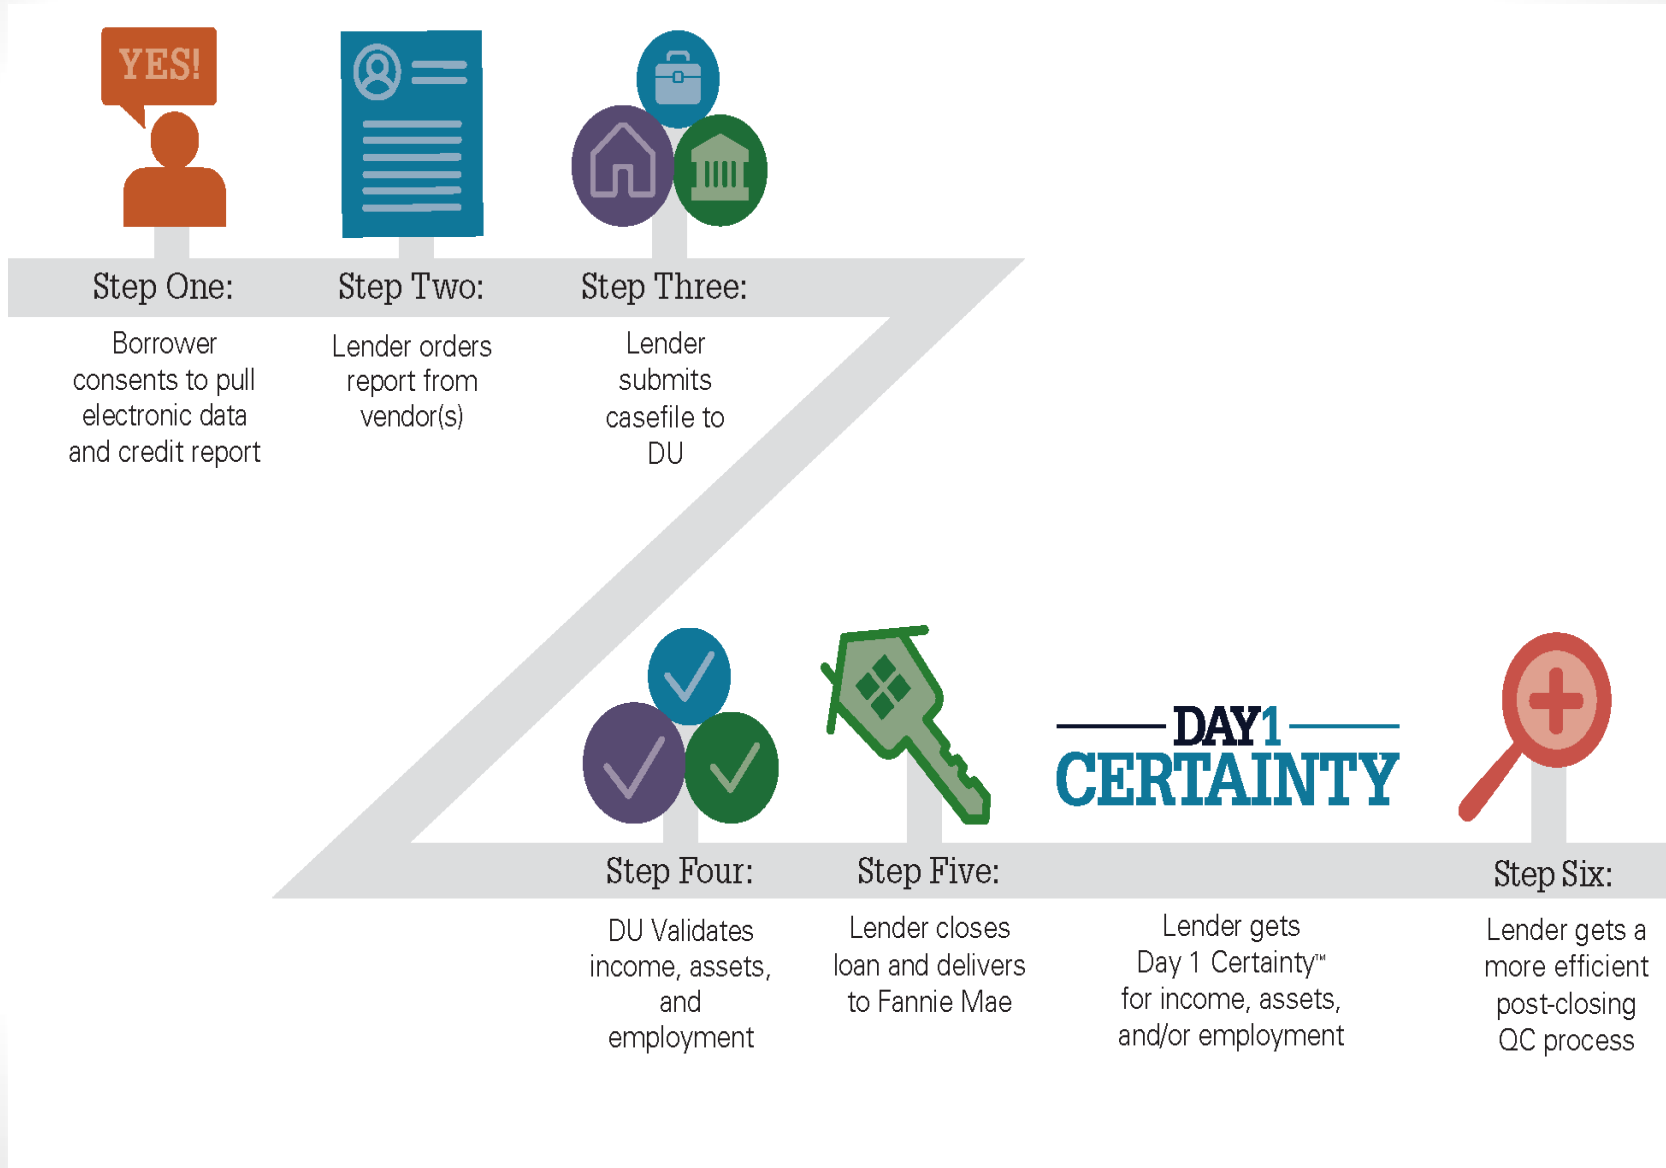 YES!
Step One:
Borrower
consents to pull
electronic data
and credit report
Step Two:
Lender orders
report from
vendor(s)
Step Three:
Lender
submits
casefile to
DU
Step Four:
DU Validates
income, assets,
and
employment
Step Five:
Lender closes
loan and delivers
to Fannie Mae
DAY1
CERTAINTY
Lender gets
Day 1 Certainty™
for income, assets,
and/or employment
Step Six:
Lender gets a
more efficient
post-closing
QC process